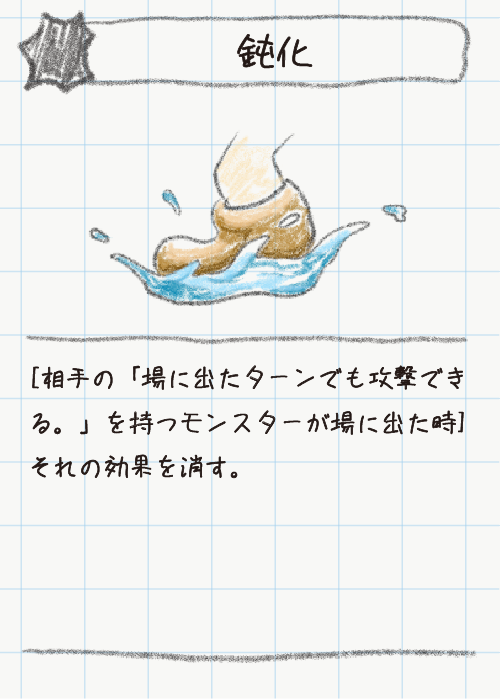 鈍化
[相手の「場に出たターンでも攻撃でき
る。」を持つモンスターが場に出た時]
それの効果を消す。